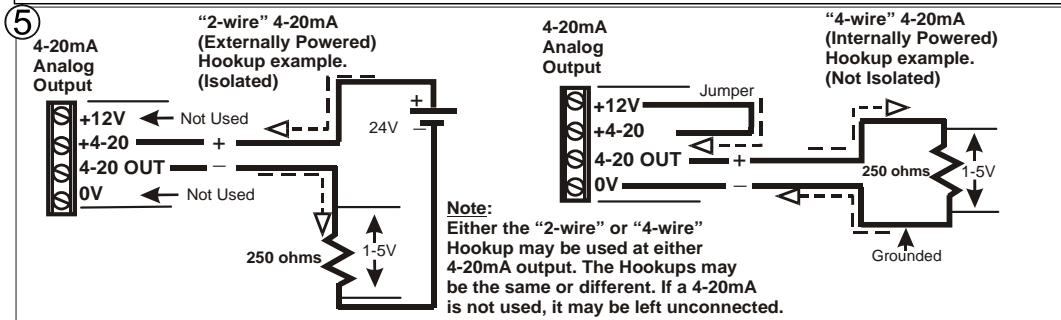 5
4-20mA
Analog
Output
"2-wire" 4-20mA
(Externally Powered)
Hookup example.
(Isolated)
+12V
Not Used
+4-20
+
4-20 OUT
–
0V
Not Used
+
24V
–
250 ohms
1-5V
Note:
Either the "2-wire" or "4-wire"
Hookup may be used at either
4-20mA output. The Hookups may
be the same or different. If a 4-20mA
is not used, it may be left unconnected.
4-20mA
Analog
Output
"4-wire" 4-20mA
(Internally Powered)
Hookup example.
(Not Isolated)
+12V
Jumper
+4-20
4-20 OUT
+
0V
–
250 ohms
1-5V
Grounded